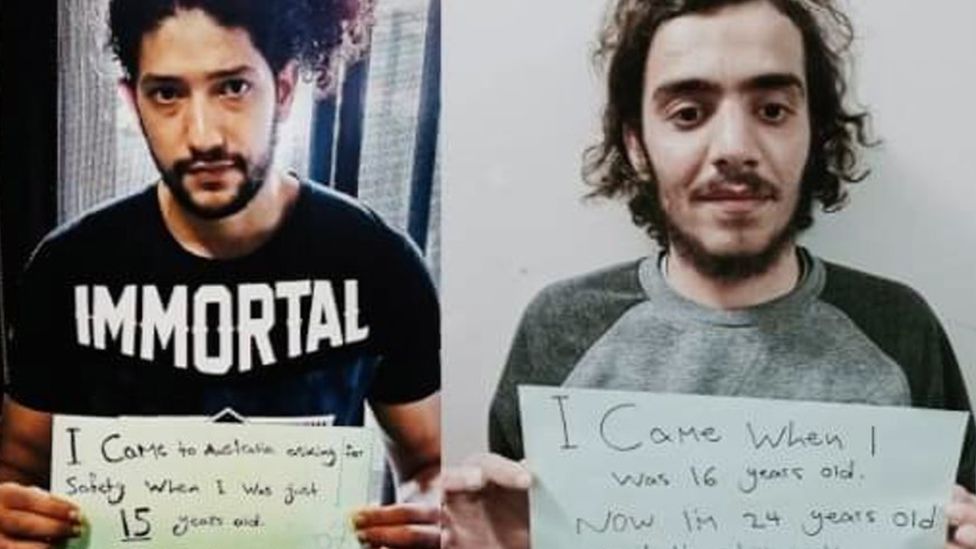 IMMORTAL
I Came to Australia asking for
Safety when I was just
15 years old.
I Came When I
was 16 years old.
Now I'm 24 years old